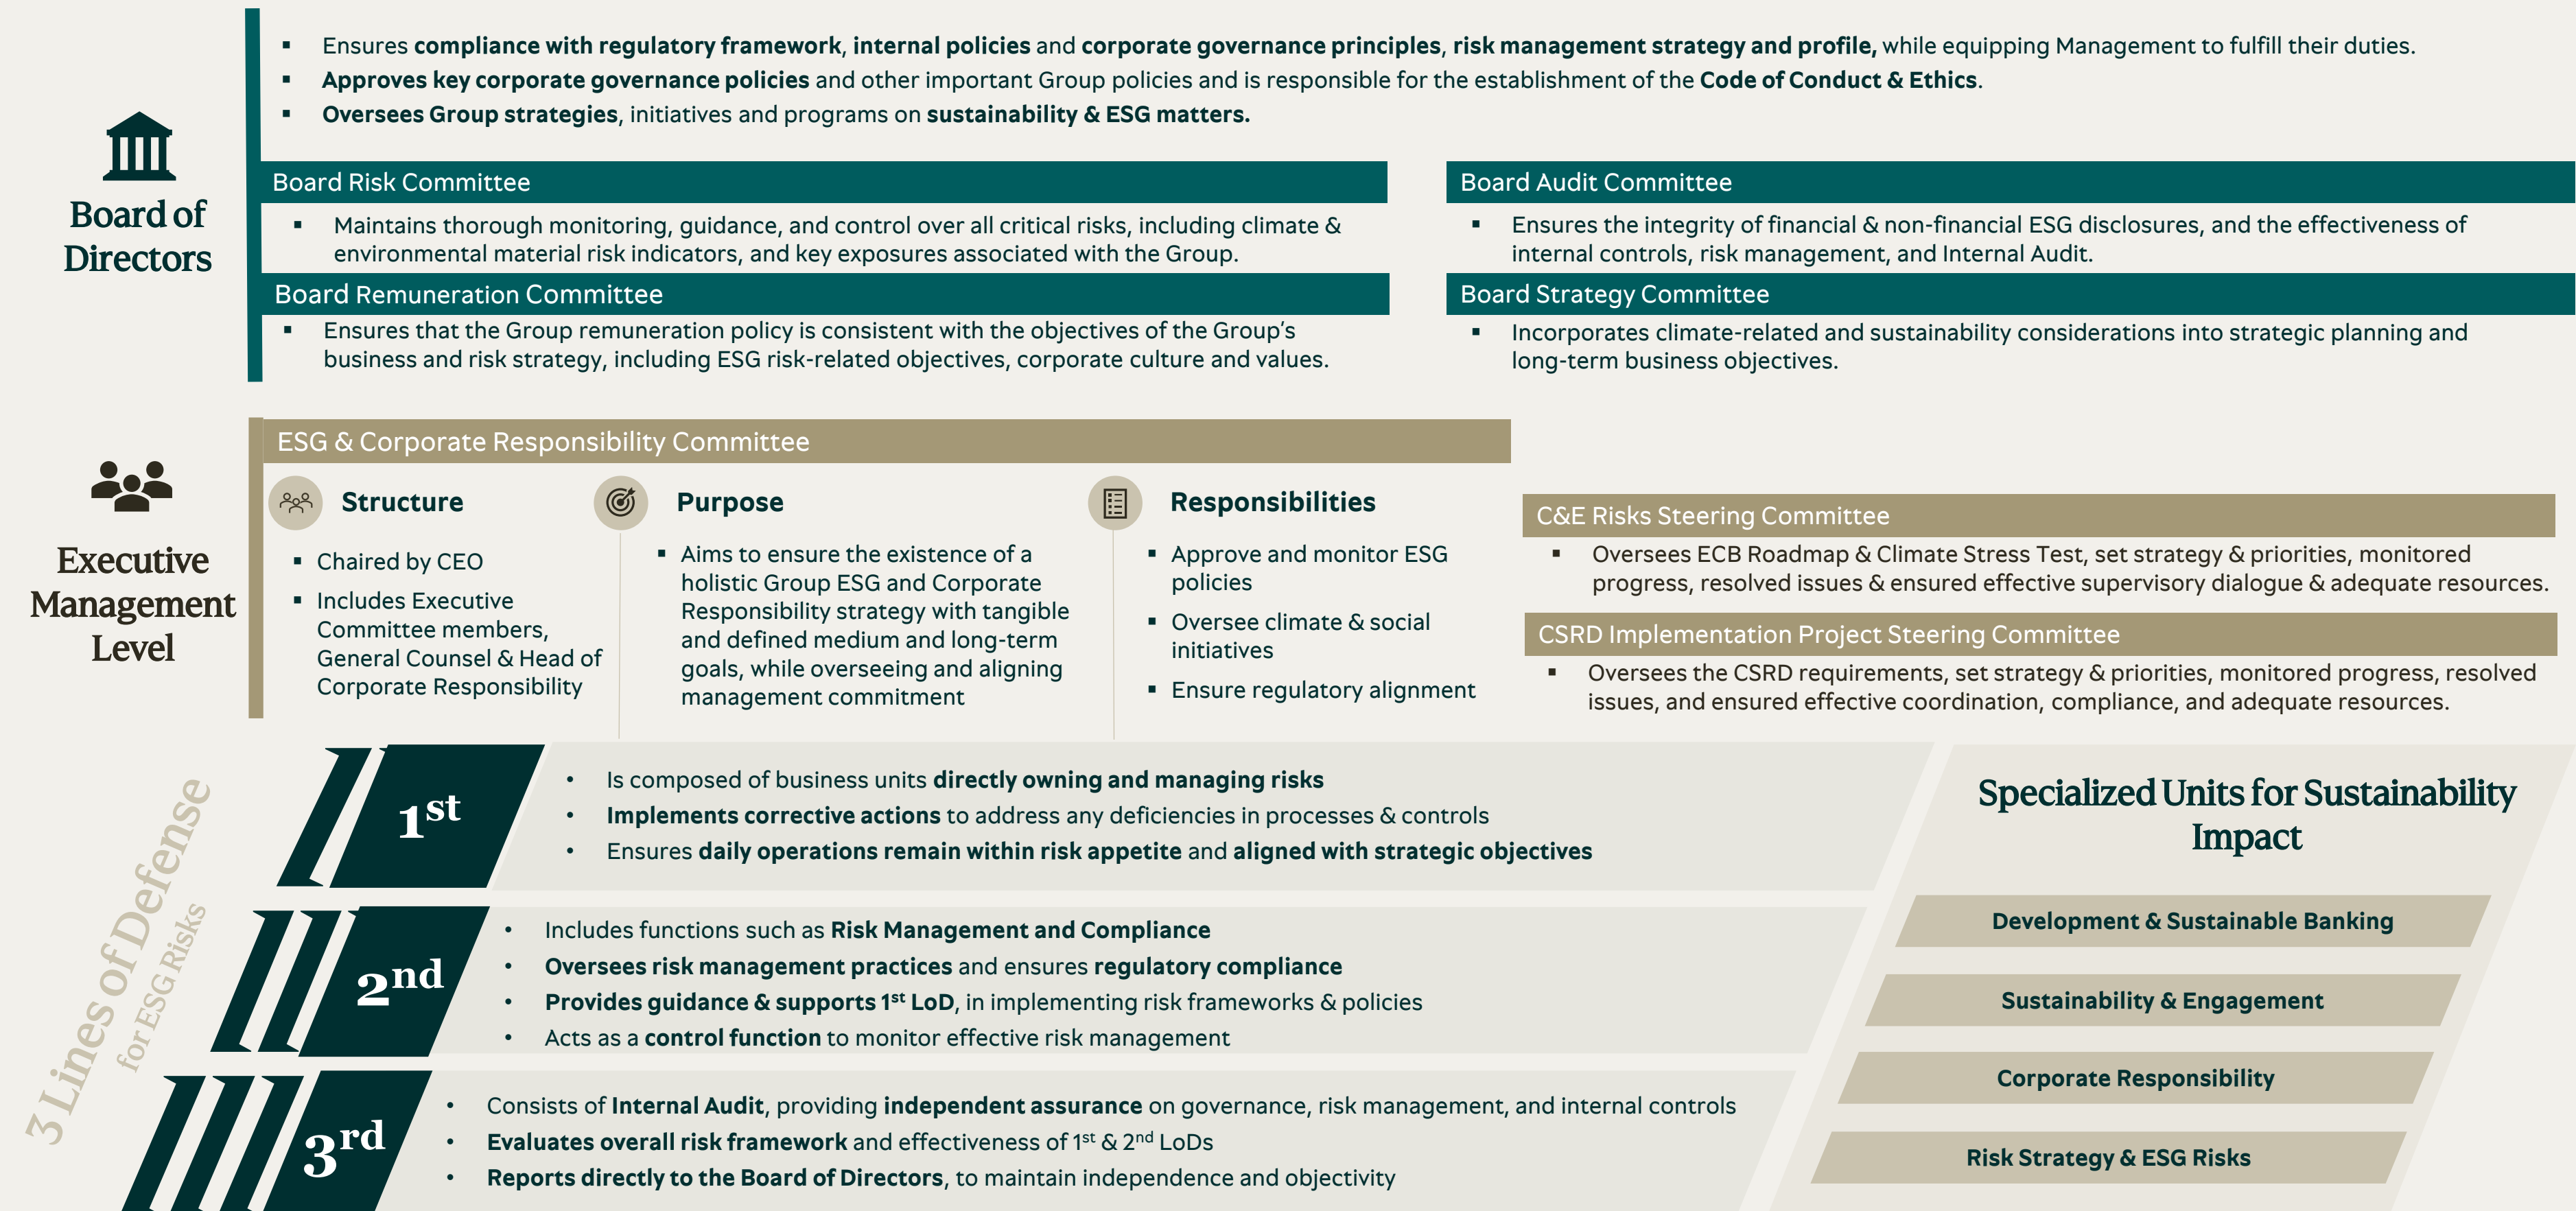 ▪ Ensures compliance with regulatory framework, internal policies and corporate governance principles, risk management strategy and profile, while equipping Management to fulfill their duties.
▪ Approves key corporate governance policies and other important Group policies and is responsible for the establishment of the Code of Conduct & Ethics.
▪ Oversees Group strategies, initiatives and programs on sustainability & ESG matters.
Board of
Directors
Board Risk Committee
▪ Maintains thorough monitoring, guidance, and control over all critical risks, including climate &
environmental material risk indicators, and key exposures associated with the Group.
Board Audit Committee
▪ Ensures the integrity of financial & non-financial ESG disclosures, and the effectiveness of
internal controls, risk management, and Internal Audit.
Board Remuneration Committee
▪ Ensures that the Group remuneration policy is consistent with the objectives of the Group's
business and risk strategy, including ESG risk-related objectives, corporate culture and values.
Board Strategy Committee
▪ Incorporates climate-related and sustainability considerations into strategic planning and
long-term business objectives.
Executive
Management
Level
ESG & Corporate Responsibility Committee
Structure
▪ Chaired by CEO
▪ Includes Executive
Committee members,
General Counsel & Head of
Corporate Responsibility
Purpose
▪ Aims to ensure the existence of a
holistic Group ESG and Corporate
Responsibility strategy with tangible
and defined medium and long-term
goals, while overseeing and aligning
management commitment
Responsibilities
▪ Approve and monitor ESG
policies
▪ Oversee climate & social
initiatives
▪ Ensure regulatory alignment
C&E Risks Steering Committee
▪ Oversees ECB Roadmap & Climate Stress Test, set strategy & priorities, monitored
progress, resolved issues & ensured effective supervisory dialogue & adequate resources.
CSRD Implementation Project Steering Committee
▪ Oversees the CSRD requirements, set strategy & priorities, monitored progress, resolved
issues, and ensured effective coordination, compliance, and adequate resources.
3 Lines of Defense
for ESG Risks
1st
• Is composed of business units directly owning and managing risks
• Implements corrective actions to address any deficiencies in processes & controls
• Ensures daily operations remain within risk appetite and aligned with strategic objectives
2nd
• Includes functions such as Risk Management and Compliance
• Oversees risk management practices and ensures regulatory compliance
• Provides guidance & supports 1st LoD, in implementing risk frameworks & policies
• Acts as a control function to monitor effective risk management
3rd
• Consists of Internal Audit, providing independent assurance on governance, risk management, and internal controls
• Evaluates overall risk framework and effectiveness of 1st & 2nd LoDs
• Reports directly to the Board of Directors, to maintain independence and objectivity
Specialized Units for Sustainability
Impact
Development & Sustainable Banking
Sustainability & Engagement
Corporate Responsibility
Risk Strategy & ESG Risks